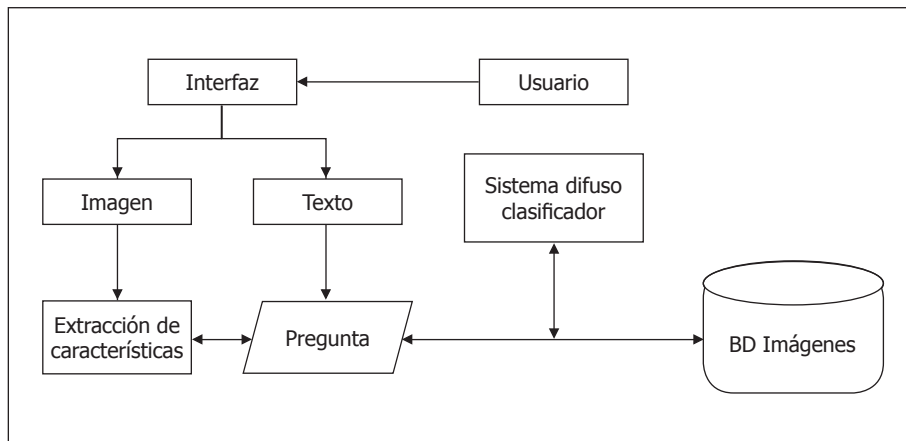 Interfaz
Usuario
Imagen
Texto
Sistema difuso
clasificador
Extracción de
características
Pregunta
BD Imágenes